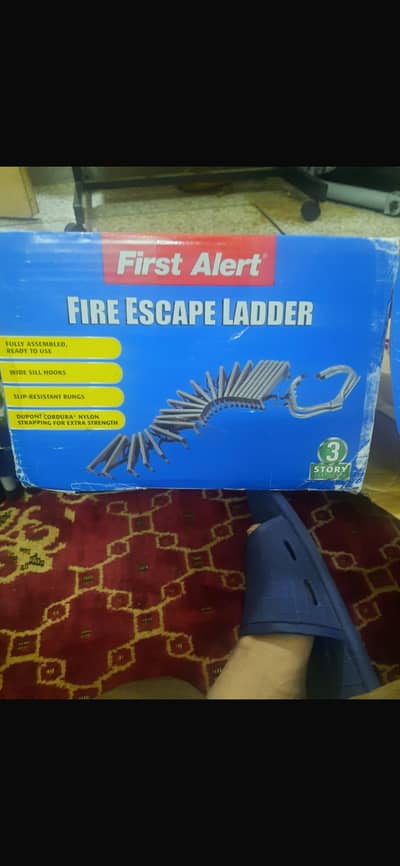 First Alert®
FIRE ESCAPE LADDER
FULLY ASSEMBLED,
READY TO USE
WIDE SILL HOOKS
SLIP-RESISTANT RUNGS
DUPONT CORDURA® NYLON
STRAPPING FOR EXTRA STRENGTH
3
STORY